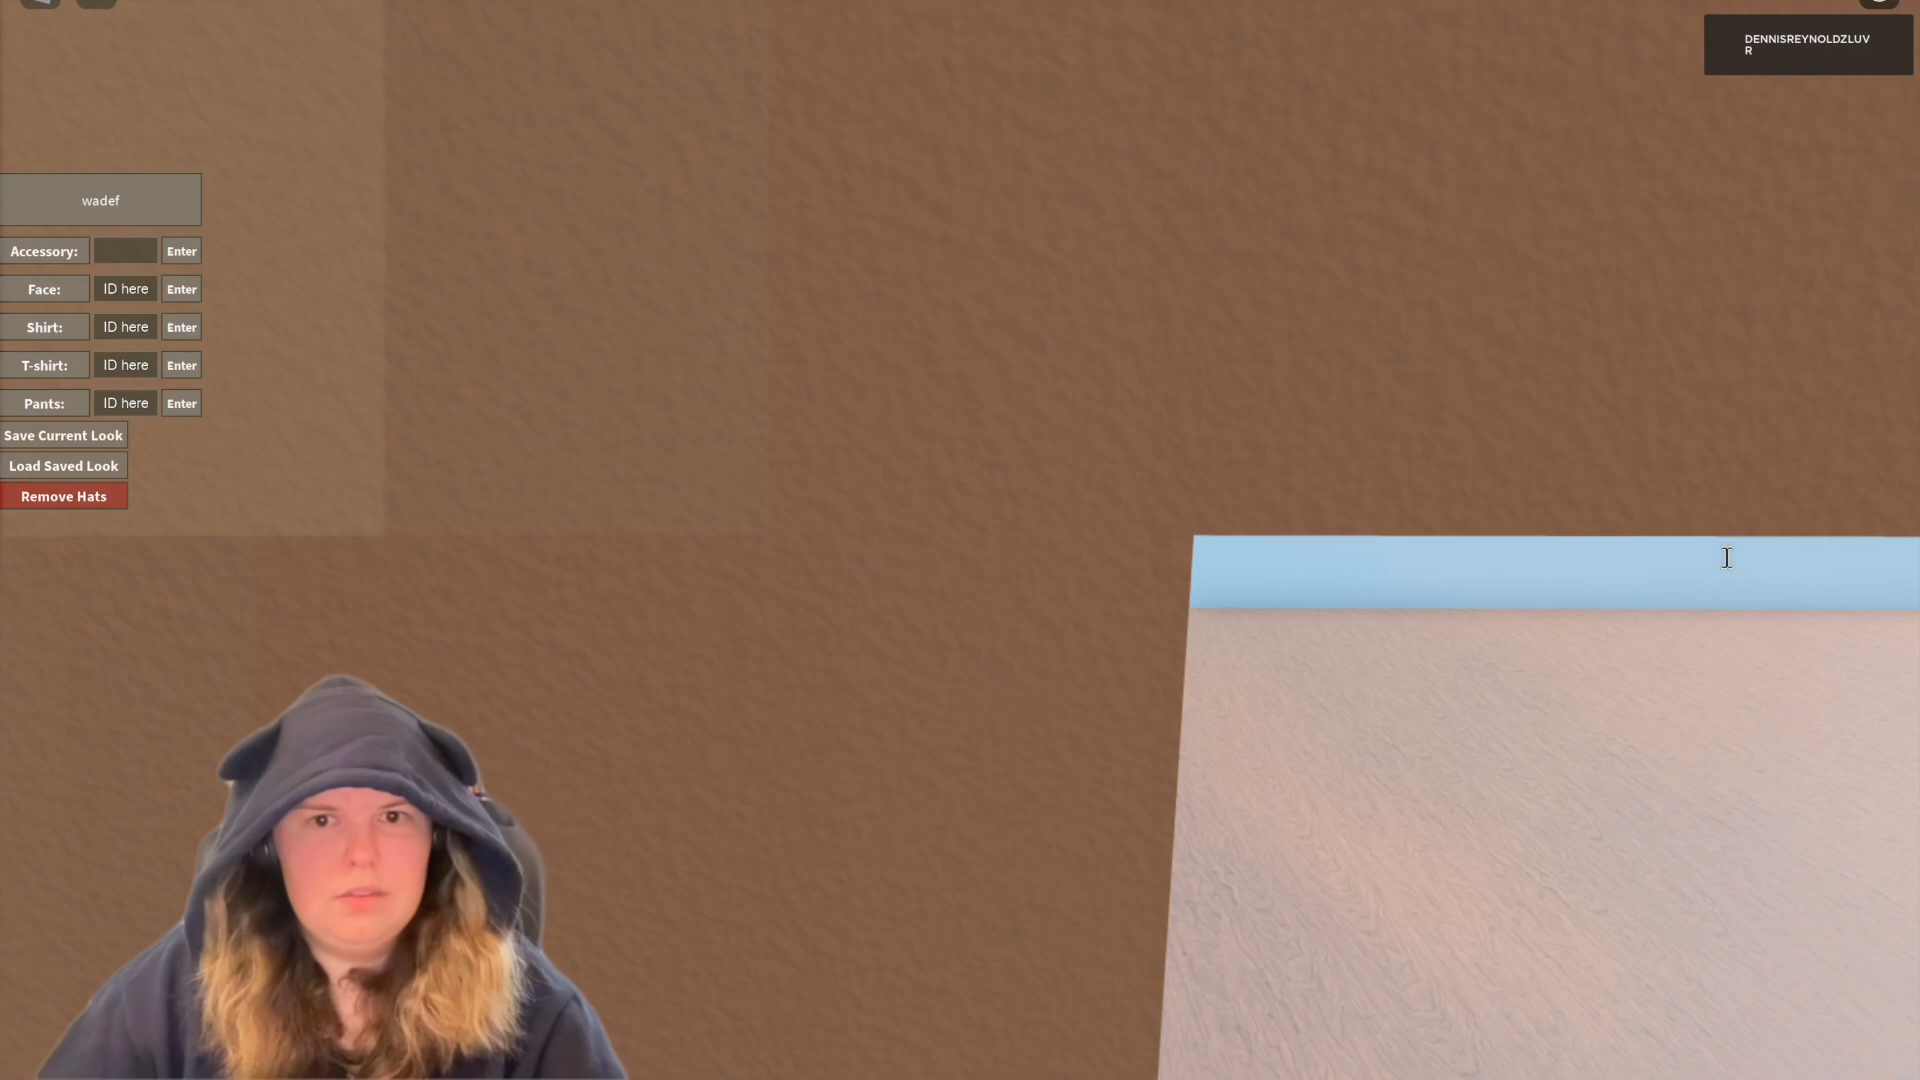 DENNISREYNOLDZLUV
R
wadef
Accessory: Enter
Face: ID here Enter
Shirt: ID here Enter
T-shirt: ID here Enter
Pants: ID here Enter
Save Current Look
Load Saved Look
Remove Hats